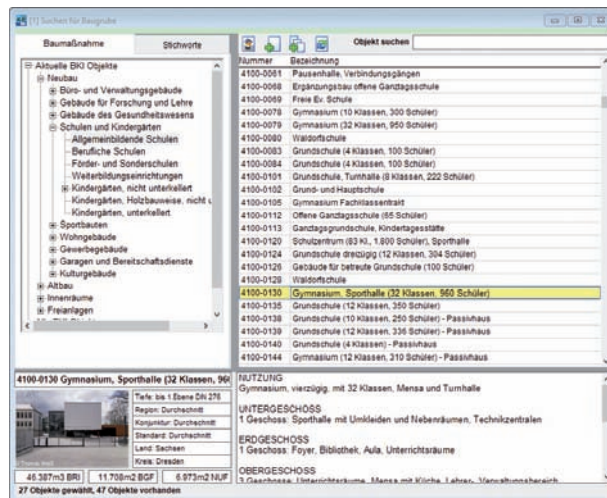 [1] Suchen für Baugrube
Baumaßnahme
Stichworte
Aktuelle BKI Objekte
Neubau
Büro- und Verwaltungsgebäude
Gebäude für Forschung und Lehre
Gebäude des Gesundheitswesens
Schulen und Kindergärten
Allgemeinbildende Schulen
Berufliche Schulen
Förder- und Sonderschulen
Weiterbildungseinrichtungen
Kindergärten, nicht unterkellert
Kindergärten, Holzbauweise, nicht u
Kindergärten, unterkellert
Sportbauten
Wohngebäude
Gewerbegebäude
Garagen und Bereitschaftsdienste
Kulturgebäude
Altbau
Innenräume
Freianlagen
Objekt suchen
Nummer Bezeichnung
4100-0061 Pausenhalle, Verbindungsgängen
4100-0068 Ergänzungsbau offene Ganztagsschule
4100-0069 Freie Ev. Schule
4100-0078 Gymnasium (10 Klassen, 300 Schüler)
4100-0079 Gymnasium (32 Klassen, 950 Schüler)
4100-0080 Waldorfschule
4100-0083 Grundschule (4 Klassen, 100 Schüler)
4100-0084 Grundschule (4 Klassen, 100 Schüler)
4100-0101 Grundschule, Turnhalle (8 Klassen, 222 Schüler)
4100-0102 Grund- und Hauptschule
4100-0105 Gymnasium Fachklassentrakt
4100-0112 Offene Ganztagsschule (65 Schüler)
4100-0113 Ganztagsgrundschule, Kindertagesstätte
4100-0120 Schulzentrum (83 Kl., 1.800 Schüler), Sporthalle
4100-0124 Grundschule dreizügig (12 Klassen, 304 Schüler)
4100-0126 Gebäude für betreute Grundschule (100 Schüler)
4100-0128 Waldorfschule
4100-0130 Gymnasium, Sporthalle (32 Klassen, 960 Schüler)
4100-0135 Grundschule (12 Klassen, 350 Schüler)
4100-0138 Grundschule (10 Klassen, 250 Schüler) - Passivhaus
4100-0139 Grundschule (12 Klassen, 336 Schüler) - Passivhaus
4100-0140 Grundschule (4 Klassen) - Passivhaus
4100-0144 Gymnasium (12 Klassen, 310 Schüler) - Passivhaus
4100-0130 Gymnasium, Sporthalle (32 Klassen, 960
Tiefe: bis 1.Ebene DIN 276
Region: Durchschnitt
Konjunktur: Durchschnitt
Standard: Durchschnitt
Land: Sachsen
Kreis: Dresden
46.387m3 BRI 11.708m2 BGF 6.973m2 NUF
27 Objekte gewählt, 47 Objekte vorhanden
NUTZUNG
Gymnasium, vierzügig, mit 32 Klassen, Mensa und Turnhalle
UNTERGESCHOSS
1 Geschoss: Sporthalle mit Umkleiden und Nebenräumen, Technikzentralen
ERDGESCHOSS
1 Geschoss: Foyer, Bibliothek, Aula, Unterrichtsräume
OBERGESCHOSS
3 Geschosse: Unterrichtsräume, Mensa mit Küche, Lehrer-, Verwaltungsbereich